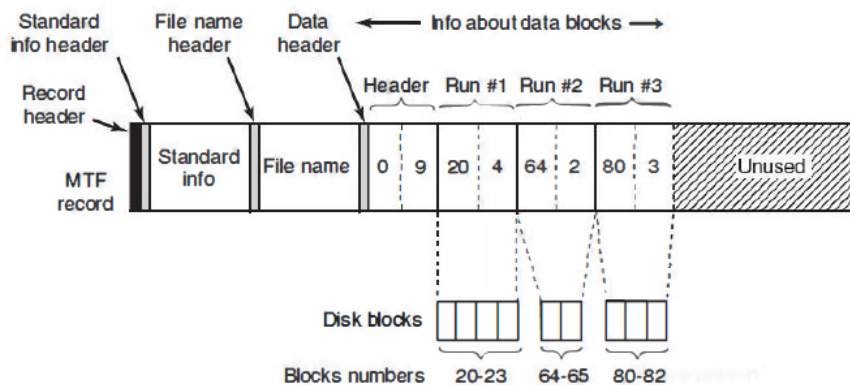 Standard info header
File name header
Data header
Info about data blocks
Record header
Header Run #1 Run #2 Run #3
MTF record
Standard info
File name
0 9 20 4 64 2 80 3
Unused
Disk blocks
Blocks numbers 20-23 64-65 80-82